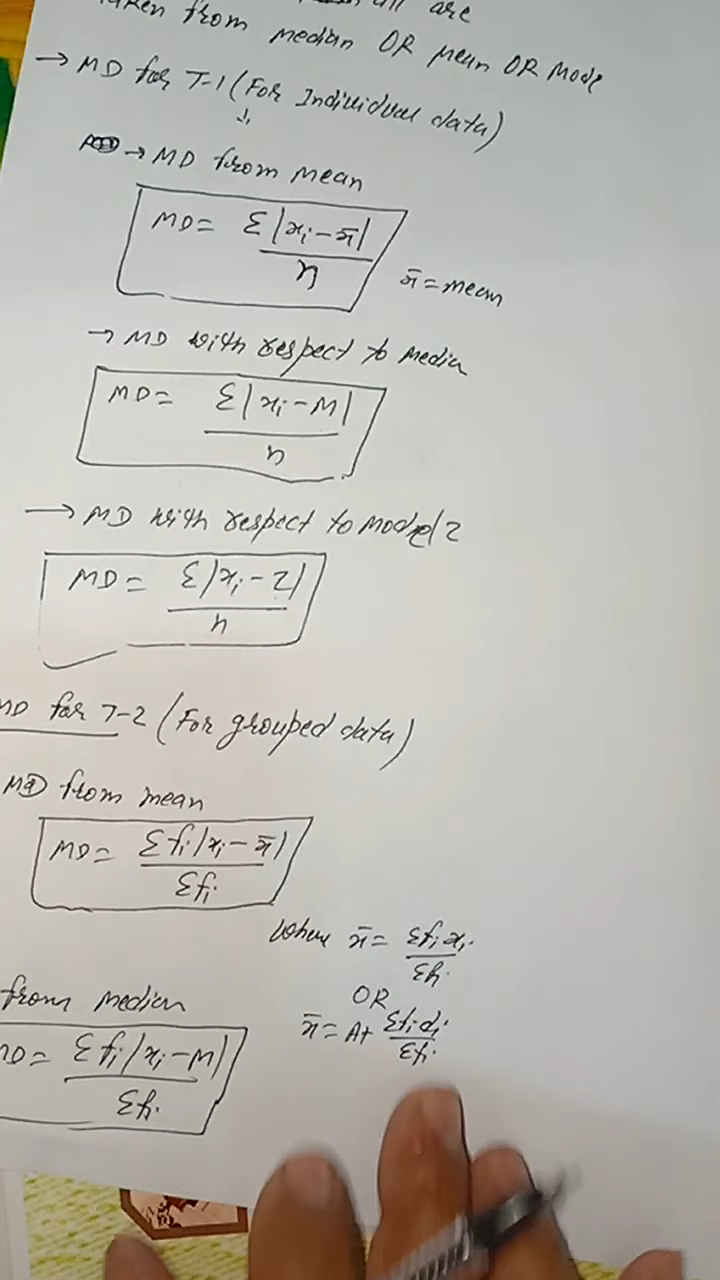 all are
taken from median OR mean OR Mode
→ MD for T-1 (For Individual data)
→ MD from mean
MD = Σ|xᵢ - x̄| / n
x̄ = mean
→ MD with respect to media
MD = Σ|xᵢ - M| / n
→ MD with respect to mode/Z
MD = Σ|xᵢ - Z| / n
MD for T-2 (For grouped data)
MD from mean
MD = Σfᵢ|xᵢ - x̄| / Σfᵢ
where x̄ = Σfᵢxᵢ / Σfᵢ
OR
x̄ = A + Σfᵢdᵢ / Σfᵢ
from median
MD = Σfᵢ|xᵢ - M| / Σfᵢ